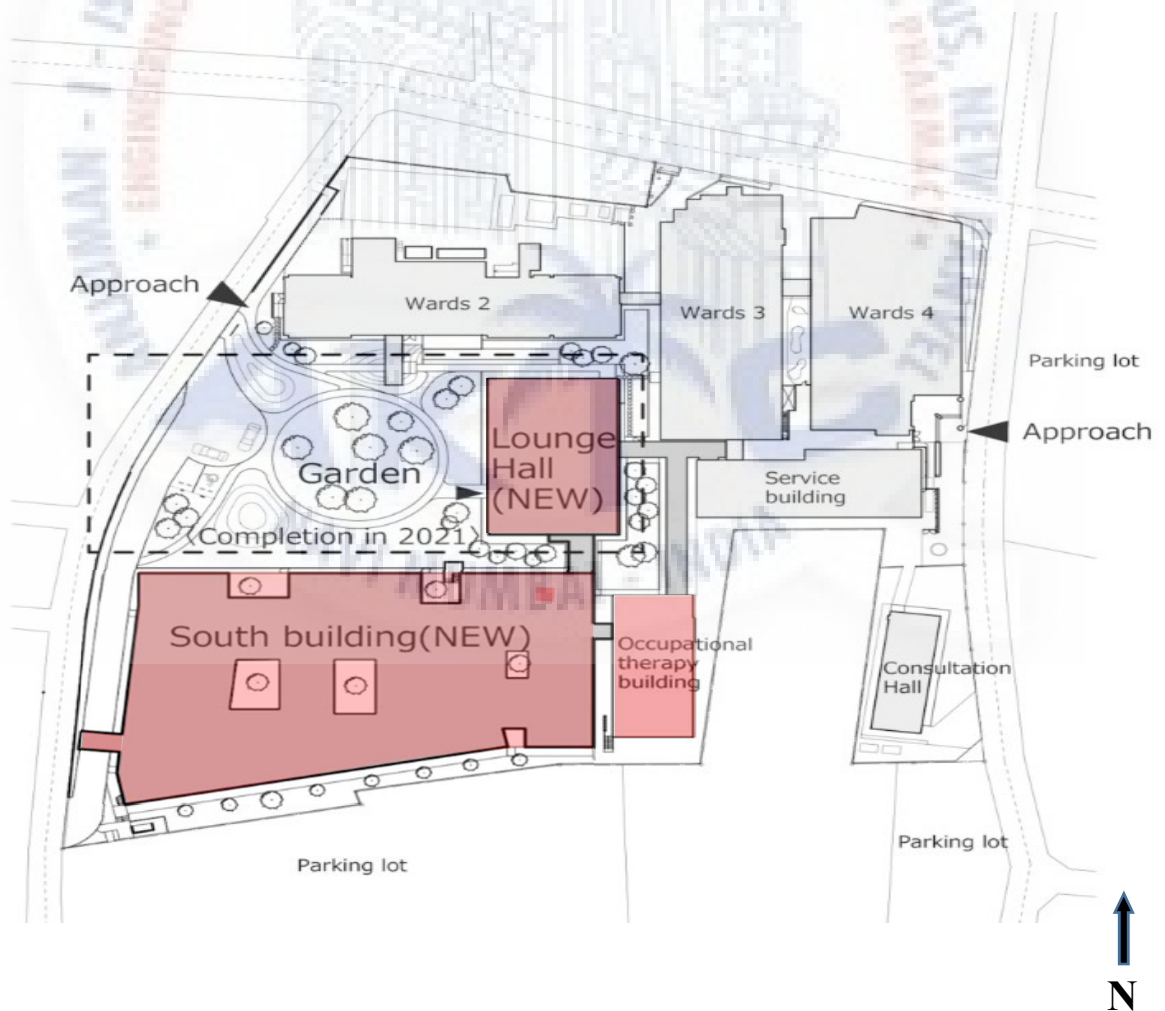 Approach
Wards 2
Wards 3
Wards 4
Parking lot
Approach
Lounge
Hall
(NEW)
Garden
Service
building
(Completion in 2021)
South building(NEW)
Occupational
therapy
building
Consultation
Hall
Parking lot
Parking lot
N